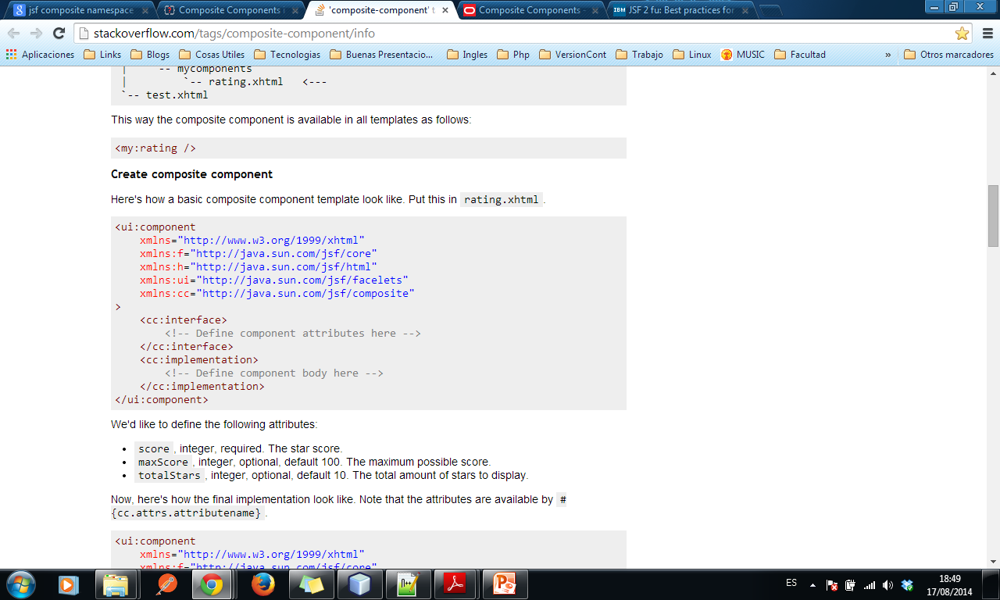 jsf composite namespace
Composite Components i
'composite-component' t
Composite Components -
IBM JSF 2 fu: Best practices for
stackoverflow.com/tags/composite-component/info
Aplicaciones Links Blogs Cosas Utiles Tecnologias Buenas Presentacio... Ingles Php VersionCont Trabajo Linux MUSIC Facultad » Otros marcadores
| -- mycomponents
| `-- rating.xhtml <---
`-- test.xhtml
This way the composite component is available in all templates as follows:
<my:rating />
Create composite component
Here's how a basic composite component template look like. Put this in rating.xhtml.
<ui:component
xmlns="http://www.w3.org/1999/xhtml"
xmlns:f="http://java.sun.com/jsf/core"
xmlns:h="http://java.sun.com/jsf/html"
xmlns:ui="http://java.sun.com/jsf/facelets"
xmlns:cc="http://java.sun.com/jsf/composite"
>
<cc:interface>
<!-- Define component attributes here -->
</cc:interface>
<cc:implementation>
<!-- Define component body here -->
</cc:implementation>
</ui:component>
We'd like to define the following attributes:
• score , integer, required. The star score.
• maxScore , integer, optional, default 100. The maximum possible score.
• totalStars , integer, optional, default 10. The total amount of stars to display.
Now, here's how the final implementation look like. Note that the attributes are available by #
{cc.attrs.attributename} .
<ui:component
xmlns="http://www.w3.org/1999/xhtml"
xmlns:f="http://java.sun.com/jsf/core"
ES
18:49
17/08/2014